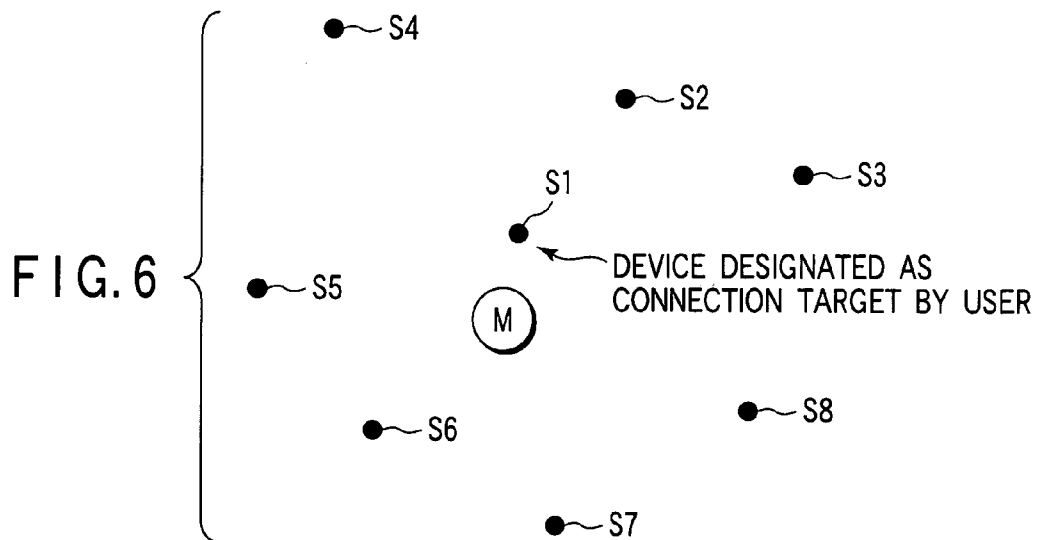 S4
S2
S3
S1
FIG. 6
DEVICE DESIGNATED AS
CONNECTION TARGET BY USER
S5
M
S8
S6
S7